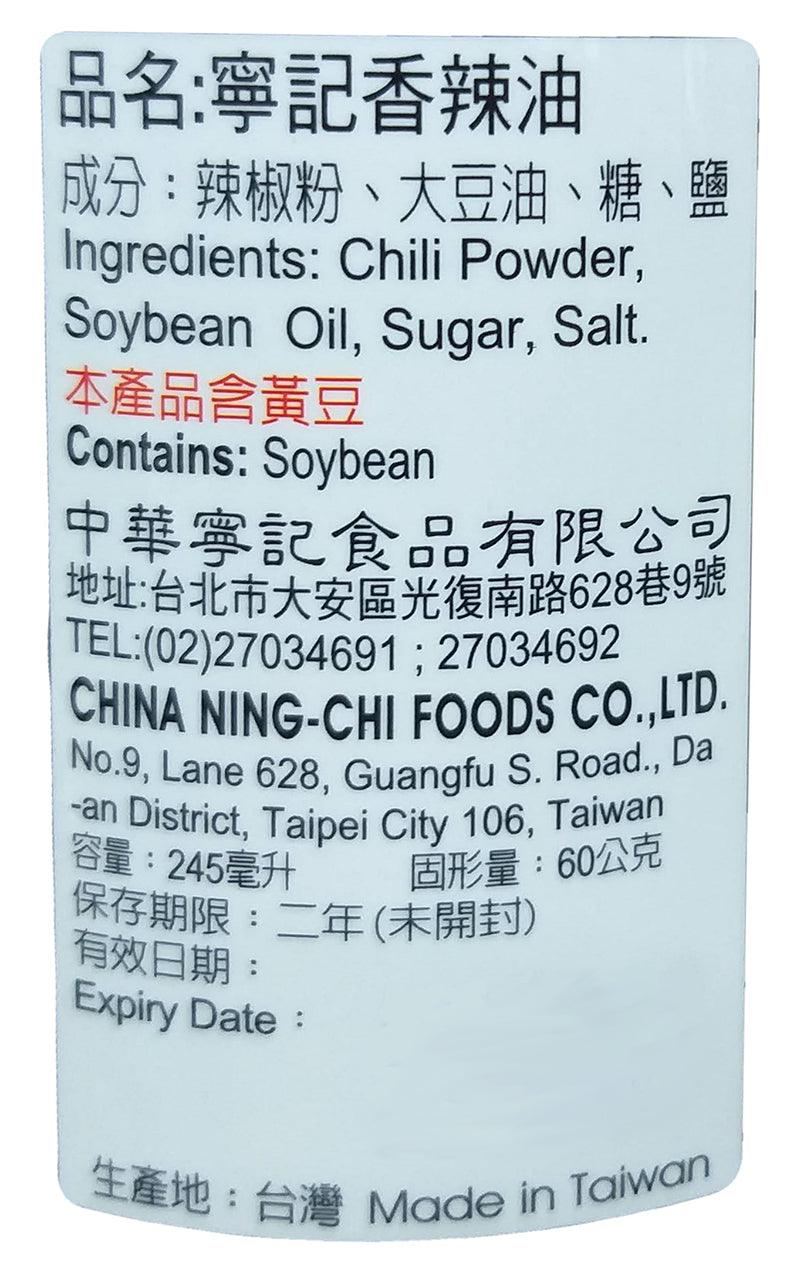 品名:寧記香辣油
成分：辣椒粉、大豆油、糖、鹽
Ingredients: Chili Powder,
Soybean Oil, Sugar, Salt.
本產品含黃豆
Contains: Soybean
中華寧記食品有限公司
地址:台北市大安區光復南路628巷9號
TEL:(02)27034691 ; 27034692
CHINA NING-CHI FOODS CO.,LTD.
No.9, Lane 628, Guangfu S. Road., Da
-an District, Taipei City 106, Taiwan
容量：245毫升 固形量：60公克
保存期限：二年(未開封)
有效日期：
Expiry Date：
生產地：台灣 Made in Taiwan